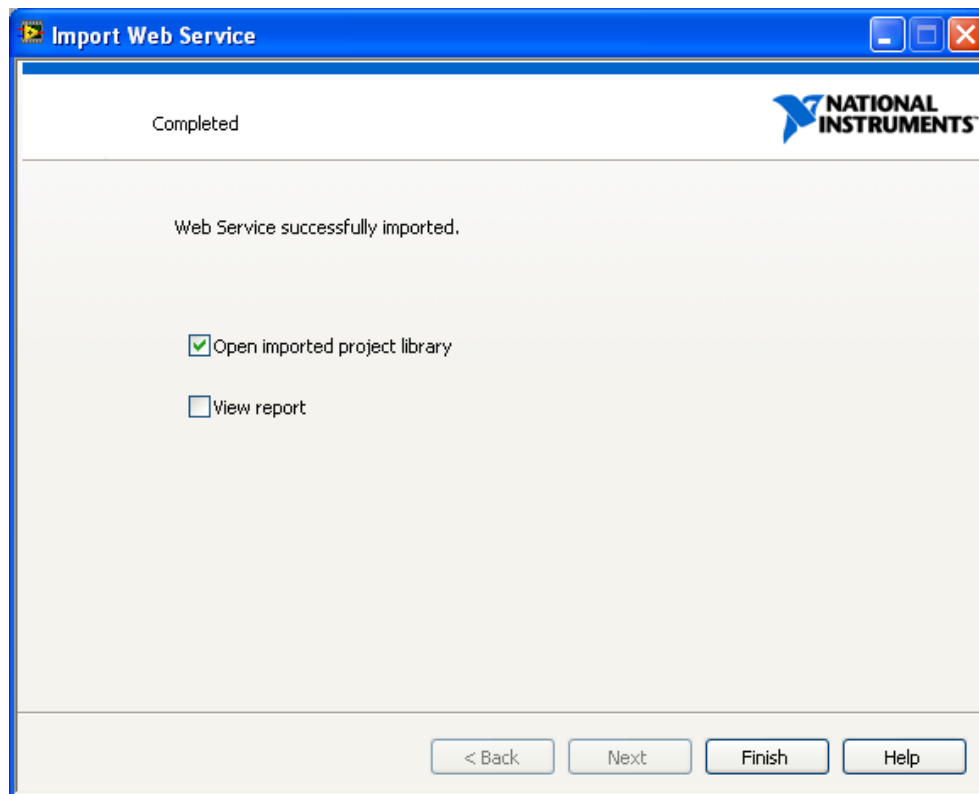 Import Web Service
Completed
NATIONAL
INSTRUMENTS
Web Service successfully imported.
Open imported project library
View report
< Back
Next
Finish
Help